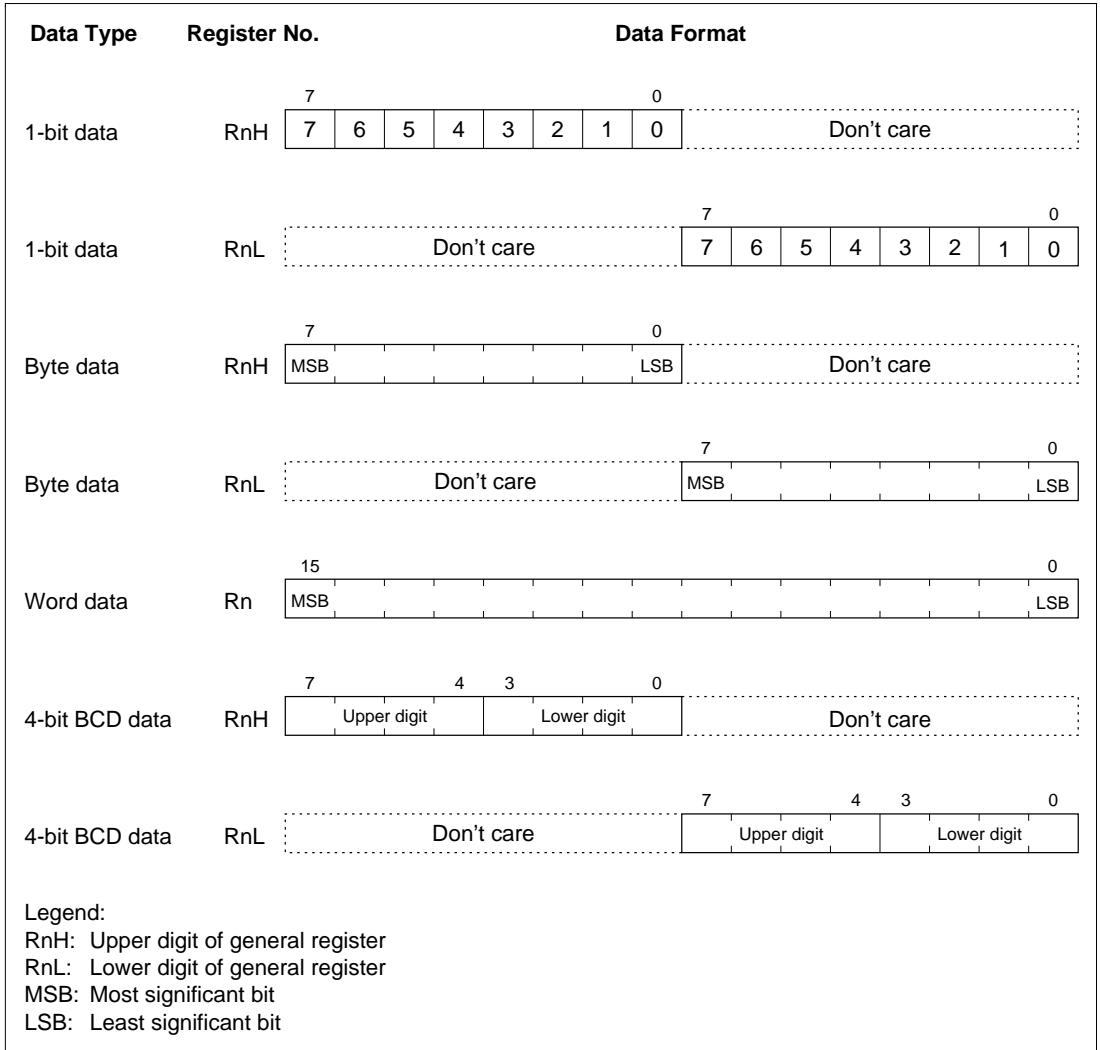 Data Type Register No. Data Format
7 0
1-bit data RnH 7 6 5 4 3 2 1 0 Don't care
7 0
1-bit data RnL Don't care 7 6 5 4 3 2 1 0
7 0
Byte data RnH MSB LSB Don't care
7 0
Byte data RnL Don't care MSB LSB
15 0
Word data Rn MSB LSB
7 4 3 0
4-bit BCD data RnH Upper digit Lower digit Don't care
7 4 3 0
4-bit BCD data RnL Don't care Upper digit Lower digit
Legend:
RnH: Upper digit of general register
RnL: Lower digit of general register
MSB: Most significant bit
LSB: Least significant bit